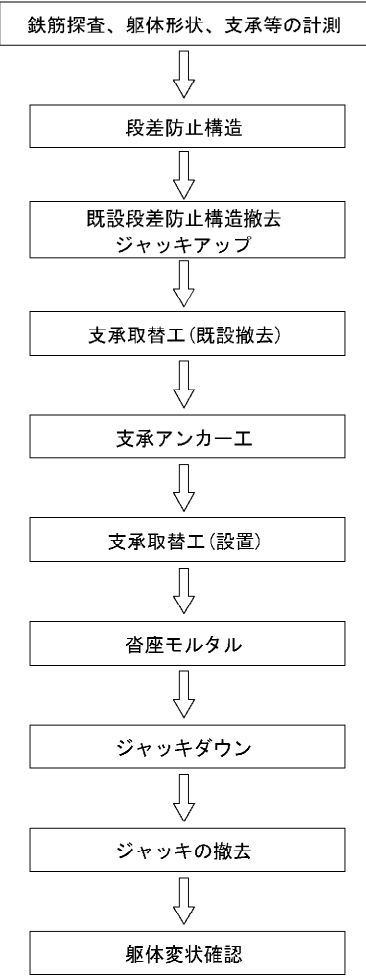 鉄筋探査、躯体形状、支承等の計測
段差防止構造
既設段差防止構造撤去
ジャッキアップ
支承取替工(既設撤去)
支承アンカー工
支承取替工(設置)
沓座モルタル
ジャッキダウン
ジャッキの撤去
躯体変状確認